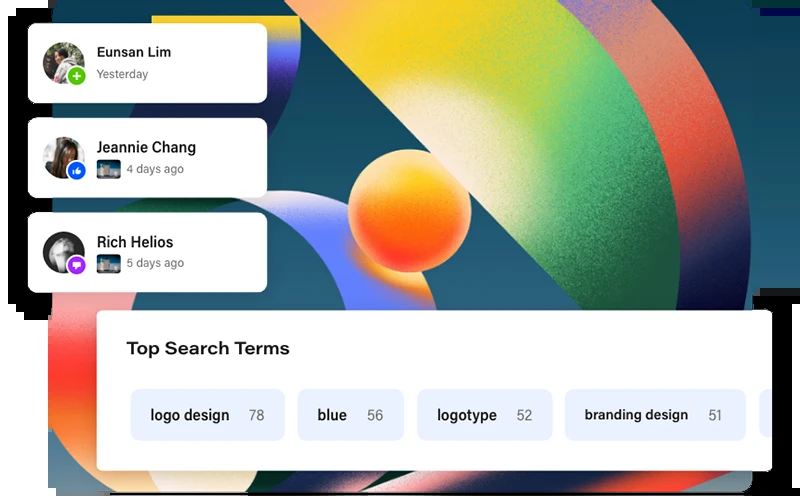 Eunsan Lim
Yesterday
Jeannie Chang
4 days ago
Rich Helios
5 days ago
Top Search Terms
logo design 78
blue 56
logotype 52
branding design 51